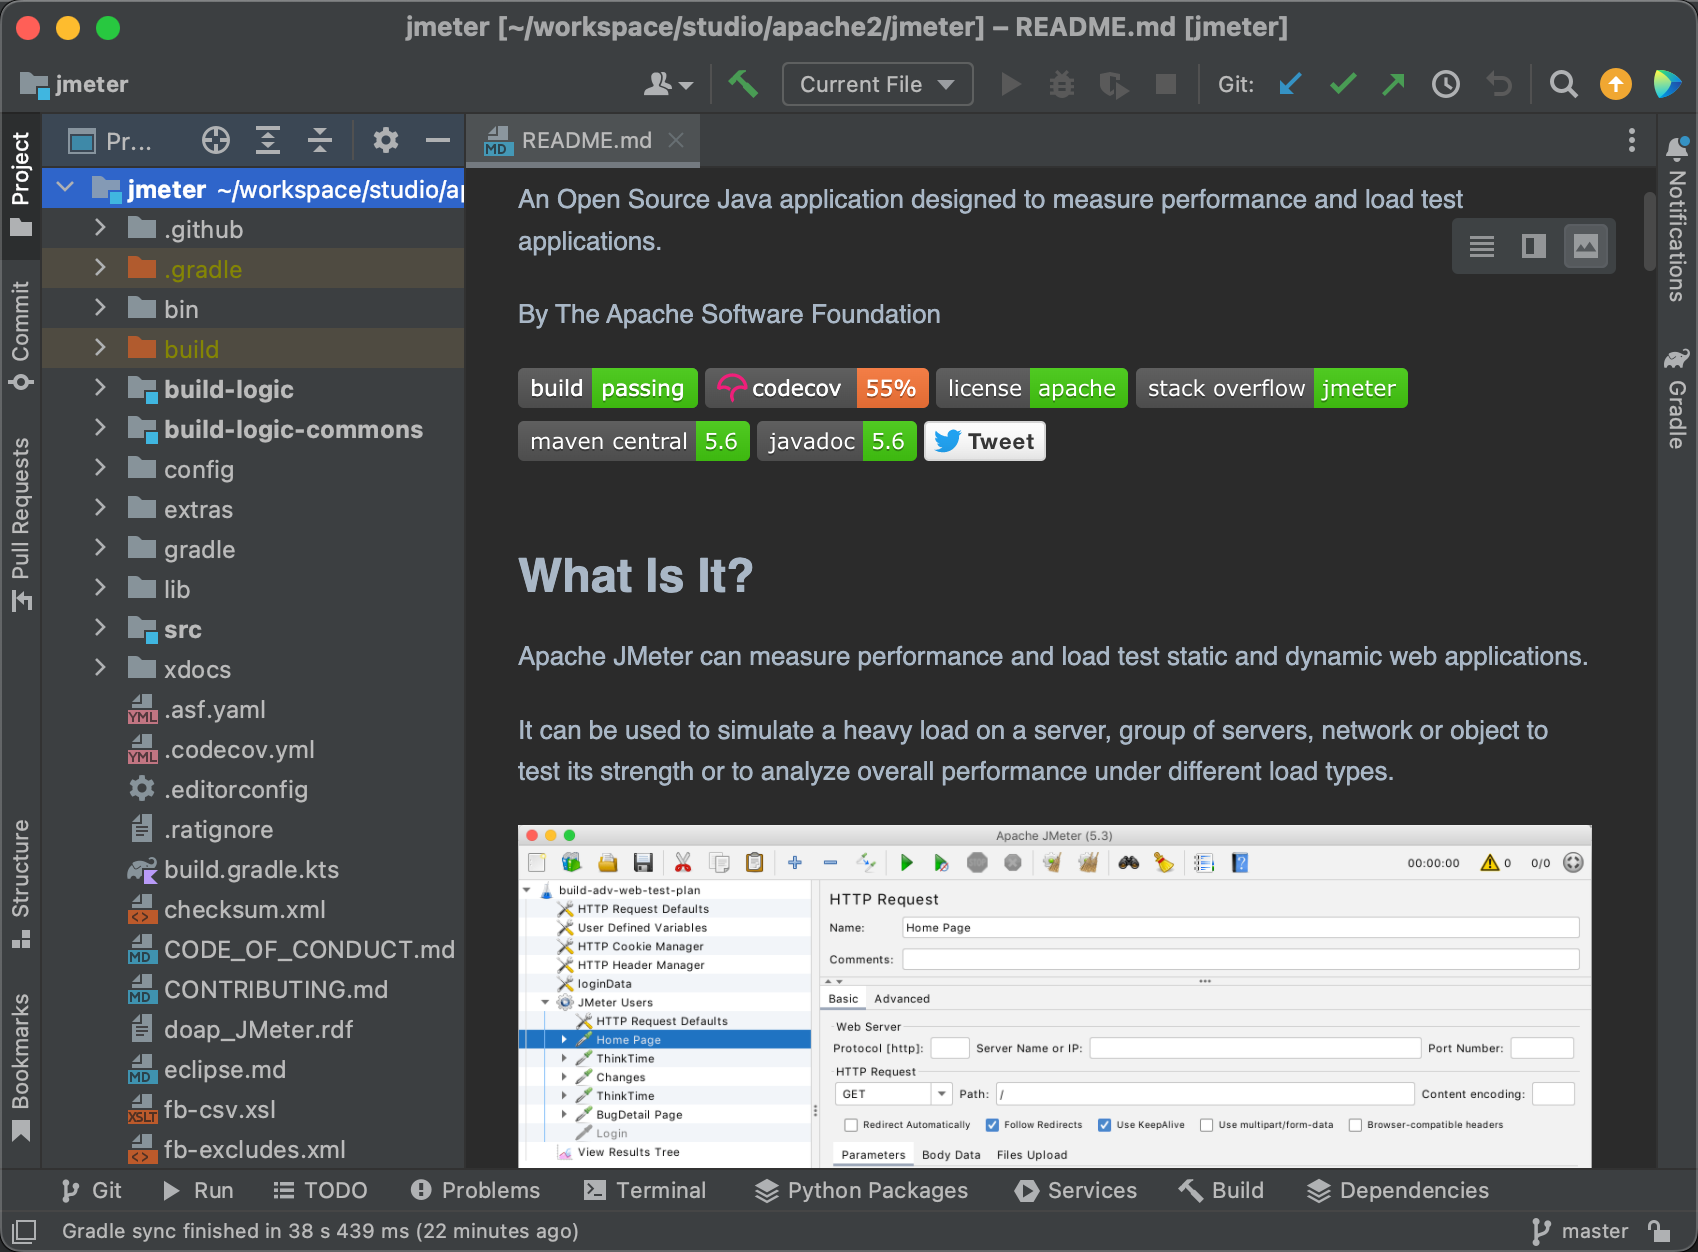 jmeter [~/workspace/studio/apache2/jmeter] – README.md [jmeter]
jmeter
Current File
Git:
Project
Commit
Pull Requests
Structure
Bookmarks
Pr...
jmeter ~/workspace/studio/ap
.github
.gradle
bin
build
build-logic
build-logic-commons
config
extras
gradle
lib
src
xdocs
YML .asf.yaml
YML .codecov.yml
.editorconfig
.ratignore
build.gradle.kts
<> checksum.xml
MD CODE_OF_CONDUCT.md
MD CONTRIBUTING.md
doap_JMeter.rdf
MD eclipse.md
XSLT fb-csv.xsl
<> fb-excludes.xml
MD README.md
An Open Source Java application designed to measure performance and load test
applications.
By The Apache Software Foundation
build passing codecov 55% license apache stack overflow jmeter
maven central 5.6 javadoc 5.6 Tweet
What Is It?
Apache JMeter can measure performance and load test static and dynamic web applications.
It can be used to simulate a heavy load on a server, group of servers, network or object to
test its strength or to analyze overall performance under different load types.
Apache JMeter (5.3)
00:00:00 0 0/0
build-adv-web-test-plan
HTTP Request Defaults
User Defined Variables
HTTP Cookie Manager
HTTP Header Manager
loginData
JMeter Users
HTTP Request Defaults
Home Page
ThinkTime
Changes
ThinkTime
BugDetail Page
Login
View Results Tree
HTTP Request
Name: Home Page
Comments:
Basic Advanced
Web Server
Protocol [http]: Server Name or IP: Port Number:
HTTP Request
GET Path: / Content encoding:
Redirect Automatically Follow Redirects Use KeepAlive Use multipart/form-data Browser-compatible headers
Parameters Body Data Files Upload
Notifications
Gradle
Git Run TODO Problems Terminal Python Packages Services Build Dependencies
Gradle sync finished in 38 s 439 ms (22 minutes ago)
master